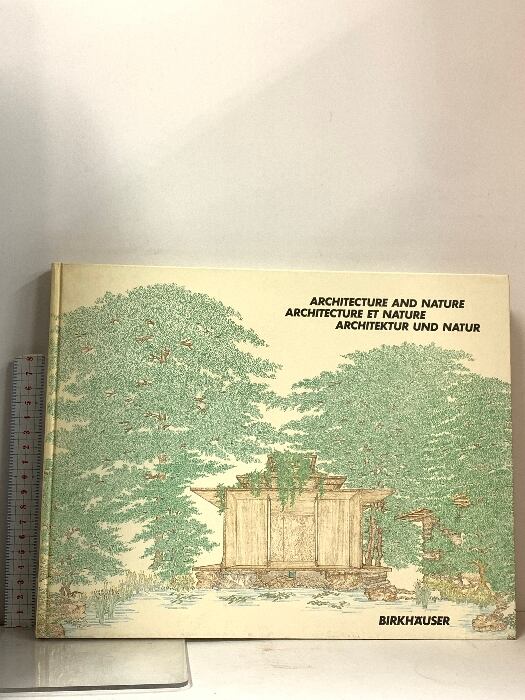 ARCHITECTURE AND NATURE
ARCHITECTURE ET NATURE
ARCHITEKTUR UND NATUR
BIRKHÄUSER